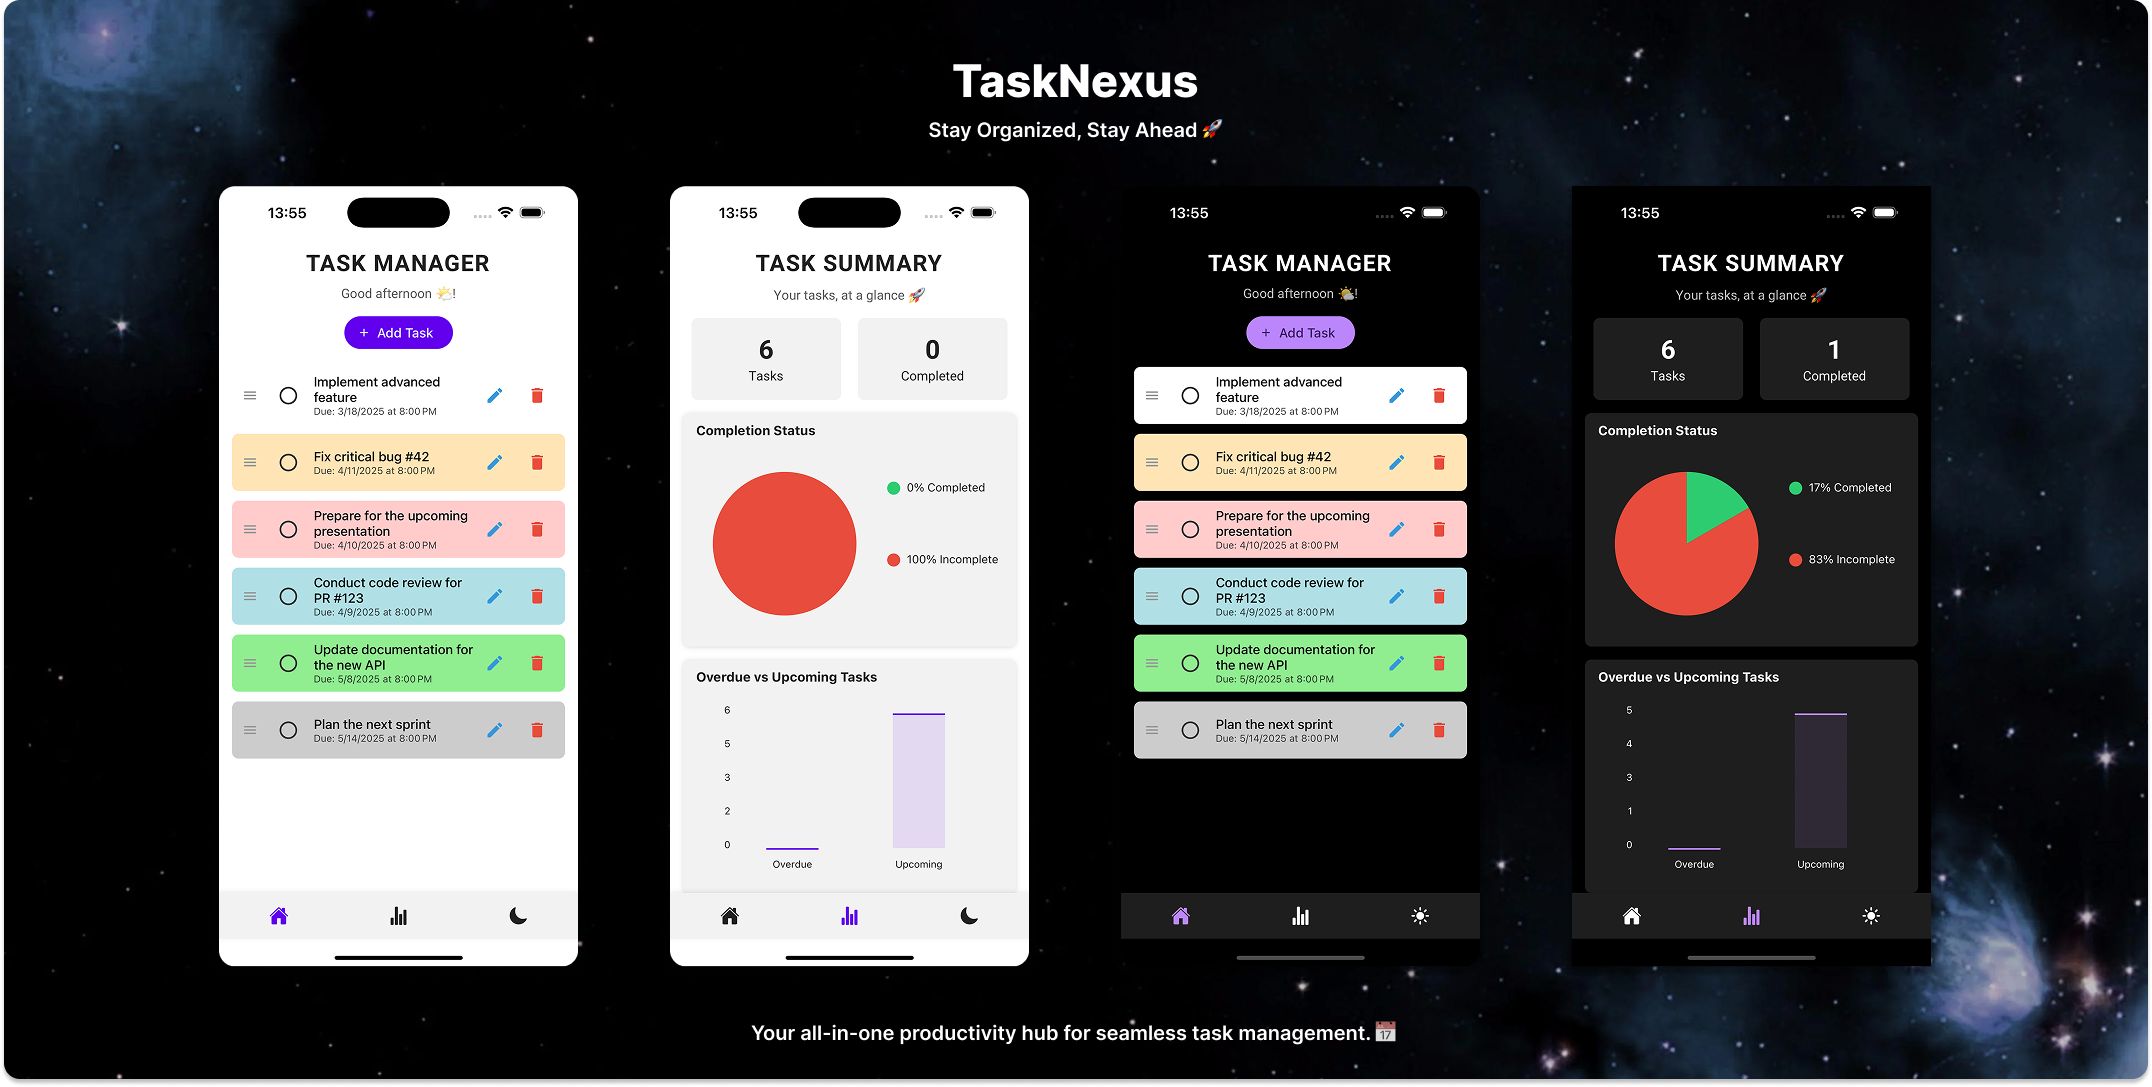 TaskNexus
Stay Organized, Stay Ahead 🚀
13:55
TASK MANAGER
Good afternoon 🌤️!
+ Add Task
Implement advanced
feature
Due: 3/18/2025 at 8:00 PM
Fix critical bug #42
Due: 4/11/2025 at 8:00 PM
Prepare for the upcoming
presentation
Due: 4/10/2025 at 8:00 PM
Conduct code review for
PR #123
Due: 4/9/2025 at 8:00 PM
Update documentation for
the new API
Due: 5/8/2025 at 8:00 PM
Plan the next sprint
Due: 5/14/2025 at 8:00 PM
13:55
TASK SUMMARY
Your tasks, at a glance 🚀
6
Tasks
0
Completed
Completion Status
0% Completed
100% Incomplete
Overdue vs Upcoming Tasks
6
5
3
2
0
Overdue
Upcoming
13:55
TASK MANAGER
Good afternoon 🌤️!
+ Add Task
Implement advanced
feature
Due: 3/18/2025 at 8:00 PM
Fix critical bug #42
Due: 4/11/2025 at 8:00 PM
Prepare for the upcoming
presentation
Due: 4/10/2025 at 8:00 PM
Conduct code review for
PR #123
Due: 4/9/2025 at 8:00 PM
Update documentation for
the new API
Due: 5/8/2025 at 8:00 PM
Plan the next sprint
Due: 5/14/2025 at 8:00 PM
13:55
TASK SUMMARY
Your tasks, at a glance 🚀
6
Tasks
1
Completed
Completion Status
17% Completed
83% Incomplete
Overdue vs Upcoming Tasks
5
4
3
1
0
Overdue
Upcoming
Your all-in-one productivity hub for seamless task management. 📅